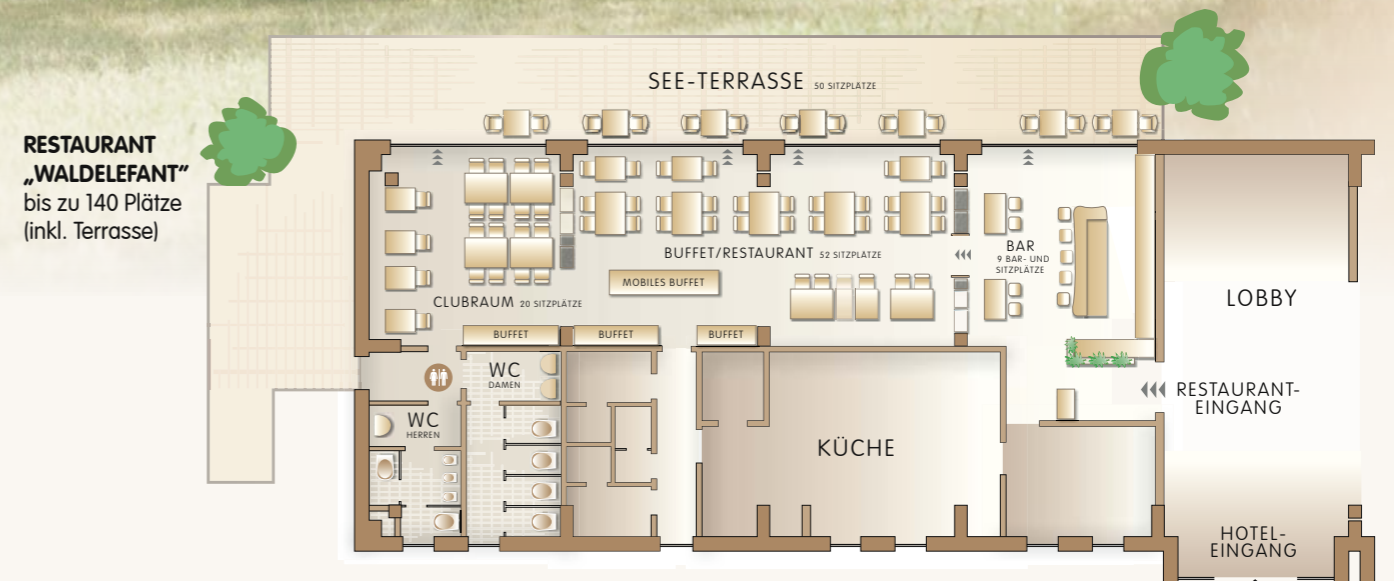 SEE-TERRASSE 50 SITZPLÄTZE
RESTAURANT
„WALDELEFANT”
bis zu 140 Plätze
(inkl. Terrasse)
BUFFET/RESTAURANT 52 SITZPLÄTZE
BAR
9 BAR- UND
SITZPLÄTZE
MOBILES BUFFET
CLUBRAUM 20 SITZPLÄTZE
LOBBY
BUFFET
BUFFET
BUFFET
WC
DAMEN
WC
HERREN
RESTAURANT-
EINGANG
KÜCHE
HOTEL-
EINGANG